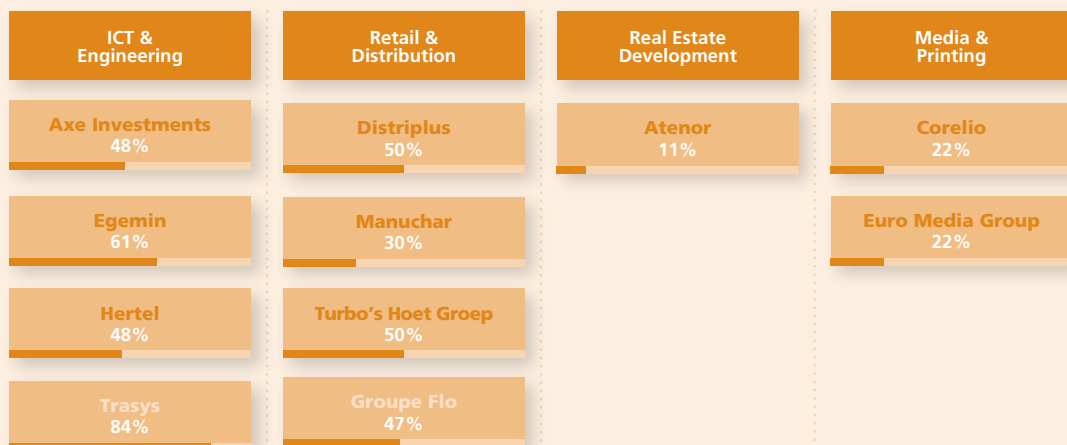 ICT &
Engineering
Axe Investments
48%
Egemin
61%
Hertel
48%
Trasys
84%
Retail &
Distribution
Distriplus
50%
Manuchar
30%
Turbo's Hoet Groep
50%
Groupe Flo
47%
Real Estate
Development
Atenor
11%
Media &
Printing
Corelio
22%
Euro Media Group
22%